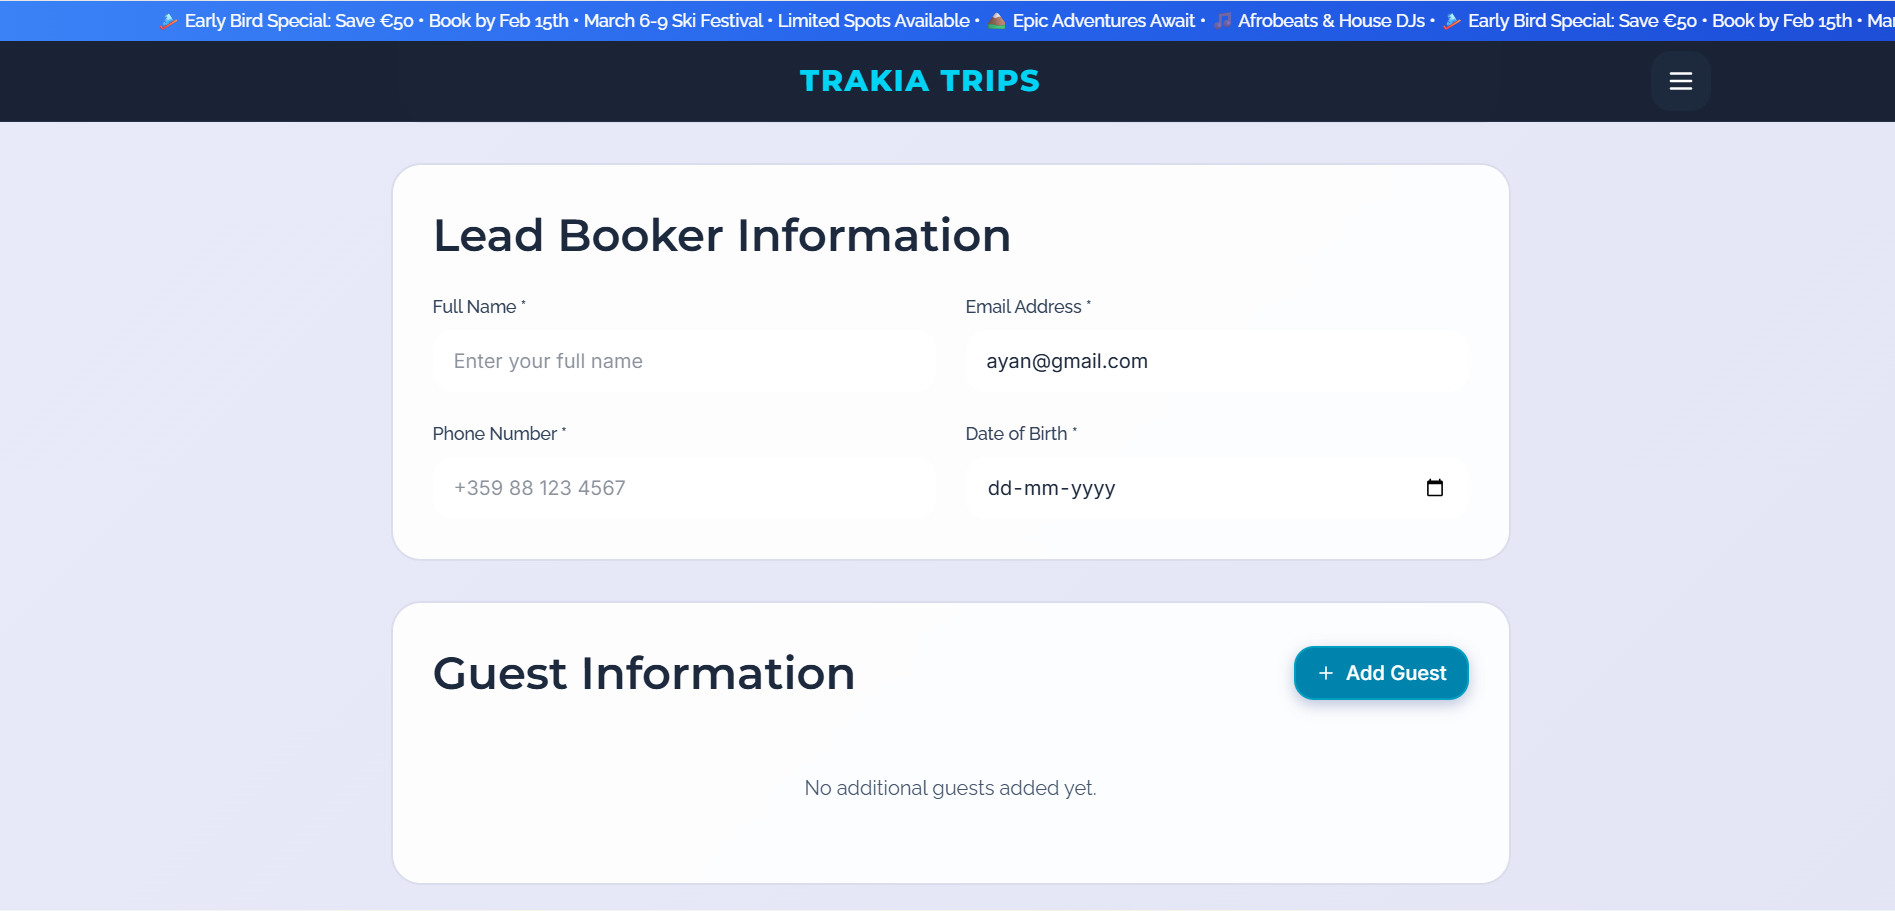 Early Bird Special: Save €50 • Book by Feb 15th • March 6-9 Ski Festival • Limited Spots Available • Epic Adventures Await • Afrobeats & House DJs • Early Bird Special: Save €50 • Book by Feb 15th •
TRAKIA TRIPS
Lead Booker Information
Full Name *
Email Address *
Enter your full name
ayan@gmail.com
Phone Number *
Date of Birth *
+359 88 123 4567
dd-mm-yyyy
Guest Information
+ Add Guest
No additional guests added yet.